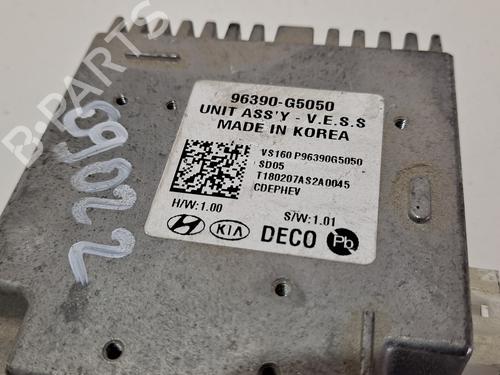 B-PARTS
96390-G5050
UNIT ASS'Y - V.E.S.S
MADE IN KOREA
VS160 P96390G5050
SD05
T180207AS2A0045
CDEPHEV
H/W:1.00
S/W:1.01
KIA
DECO
Pb